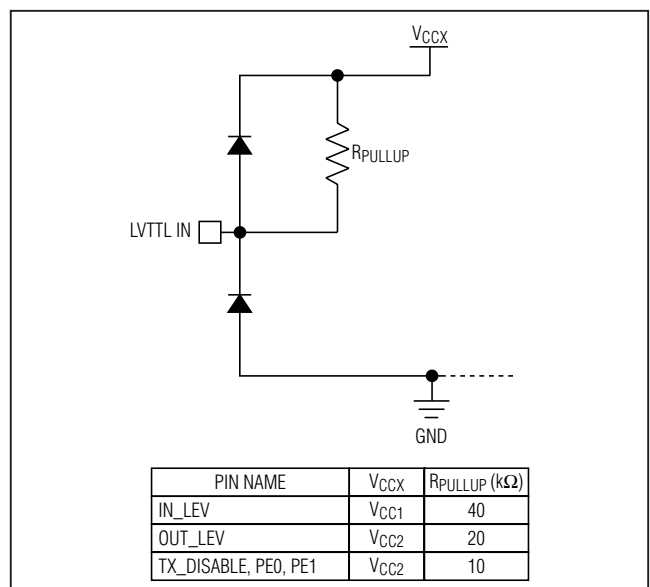 VCCX
RPULLUP
LVTTL IN
GND
PIN NAME VCCX RPULLUP (kΩ)
IN_LEV VCC1 40
OUT_LEV VCC2 20
TX_DISABLE, PE0, PE1 VCC2 10